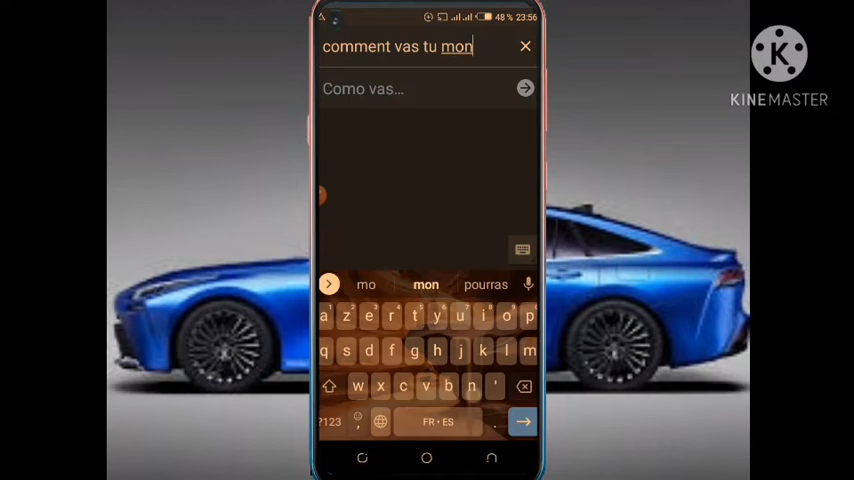 48 % 23:56
comment vas tu mon
Como vas...
mo mon pourras
a z e r t y u i o p
q s d f g h j k l m
w x c v b n '
?123 , FR • ES .
K
KINEMASTER